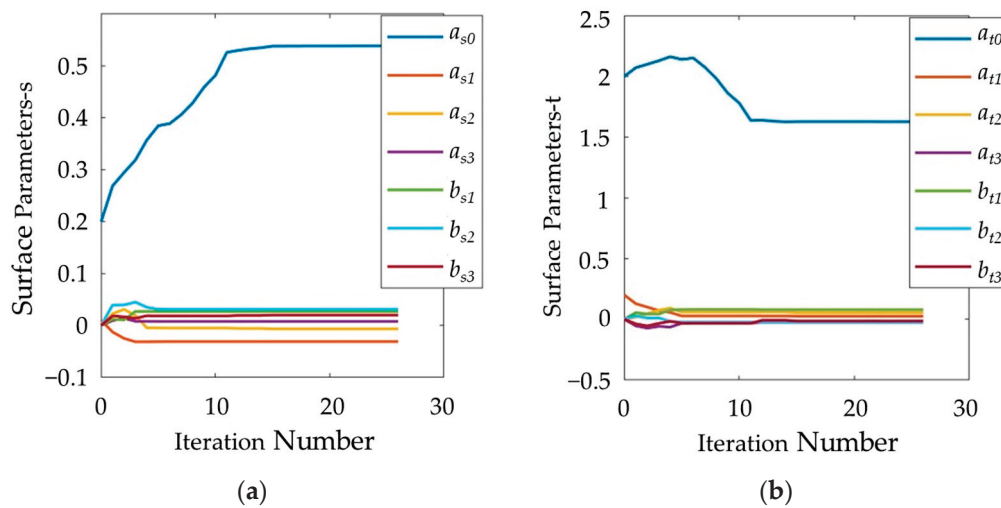 0.5
0.4
0.3
0.2
0.1
0
−0.1
Surface Parameters-s
0
10
20
30
Iteration Number
a_s0
a_s1
a_s2
a_s3
b_s1
b_s2
b_s3
(a)
2.5
2
1.5
1
0.5
0
−0.5
Surface Parameters-t
0
10
20
30
Iteration Number
a_t0
a_t1
a_t2
a_t3
b_t1
b_t2
b_t3
(b)